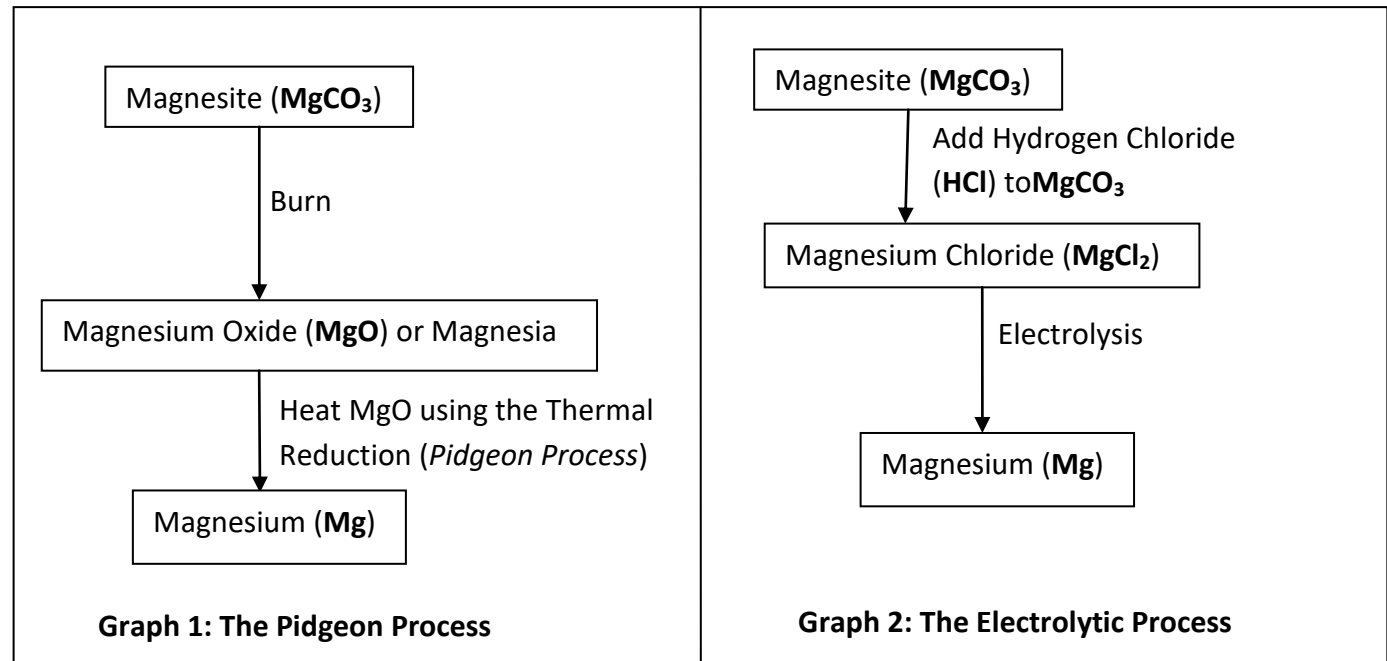 Magnesite (MgCO₃)
Burn
Magnesium Oxide (MgO) or Magnesia
Heat MgO using the Thermal
Reduction (Pidgeon Process)
Magnesium (Mg)
Graph 1: The Pidgeon Process
Magnesite (MgCO₃)
Add Hydrogen Chloride
(HCl) toMgCO₃
Magnesium Chloride (MgCl₂)
Electrolysis
Magnesium (Mg)
Graph 2: The Electrolytic Process